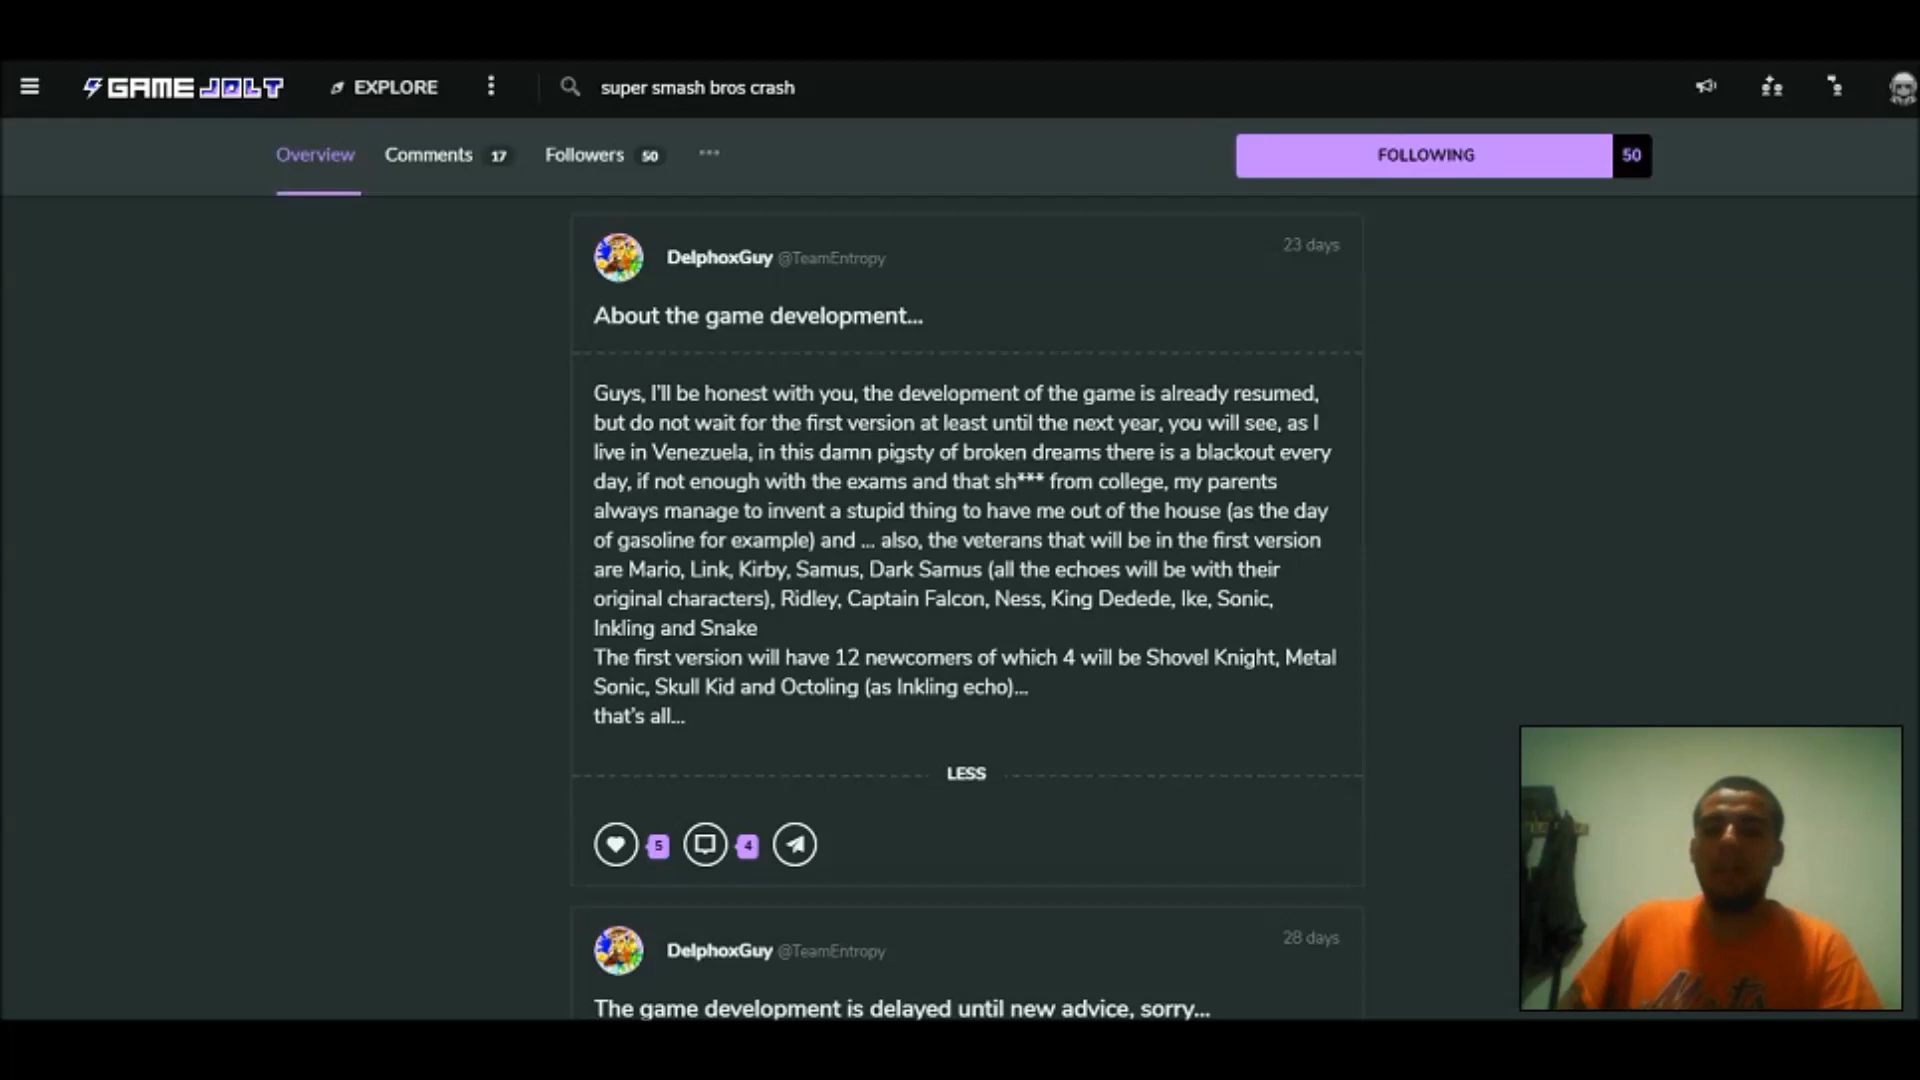 GAME JOLT EXPLORE super smash bros crash
Overview Comments 17 Followers 50 FOLLOWING 50
DelphoxGuy @TeamEntropy 23 days
About the game development...
Guys, I'll be honest with you, the development of the game is already resumed,
but do not wait for the first version at least until the next year, you will see, as I
live in Venezuela, in this damn pigsty of broken dreams there is a blackout every
day, if not enough with the exams and that sh*** from college, my parents
always manage to invent a stupid thing to have me out of the house (as the day
of gasoline for example) and ... also, the veterans that will be in the first version
are Mario, Link, Kirby, Samus, Dark Samus (all the echoes will be with their
original characters), Ridley, Captain Falcon, Ness, King Dedede, Ike, Sonic,
Inkling and Snake
The first version will have 12 newcomers of which 4 will be Shovel Knight, Metal
Sonic, Skull Kid and Octoling (as Inkling echo)...
that's all...
LESS
5 4
DelphoxGuy @TeamEntropy 28 days
The game development is delayed until new advice, sorry...